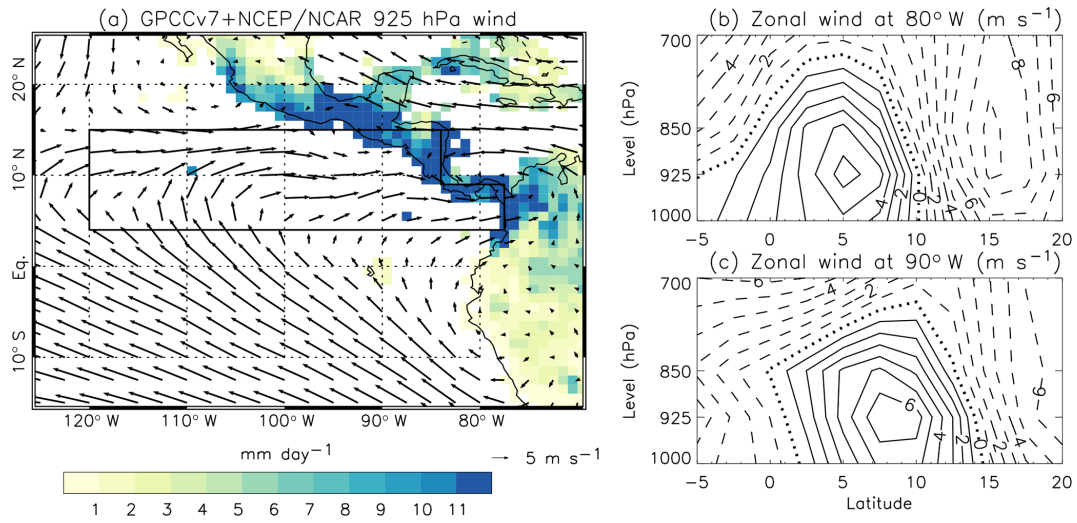 (a) GPCCv7+NCEP/NCAR 925 hPa wind
20° N
10° N
Eq.
10° S
120° W 110° W 100° W 90° W 80° W
mm day⁻¹
5 m s⁻¹
1 2 3 4 5 6 7 8 9 10 11
(b) Zonal wind at 80° W (m s⁻¹)
Level (hPa)
700
850
925
1000
-4 -2 -8 -6
4 2 0 -2 -6
-5 0 5 10 15 20
(c) Zonal wind at 90° W (m s⁻¹)
Level (hPa)
700
850
925
1000
-6 -4 -2
6 4 2 0 -2 -4 -6
-5 0 5 10 15 20
Latitude